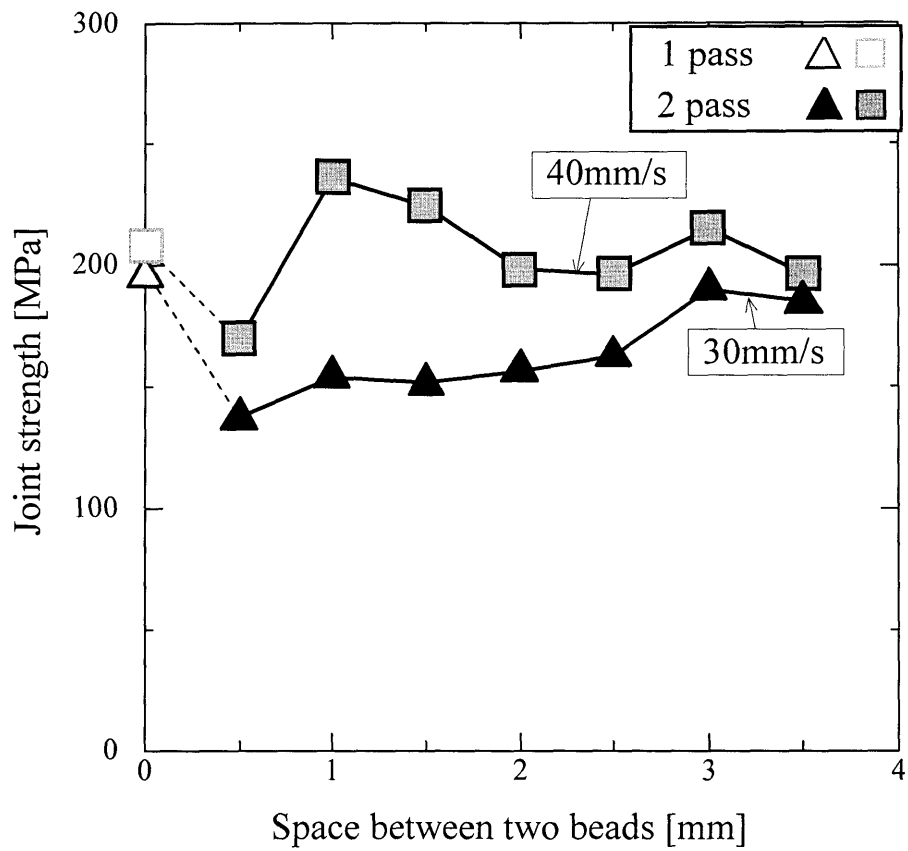 300
1 pass
2 pass
40mm/s
200
30mm/s
100
0
0 1 2 3 4
Joint strength [MPa]
Space between two beads [mm]